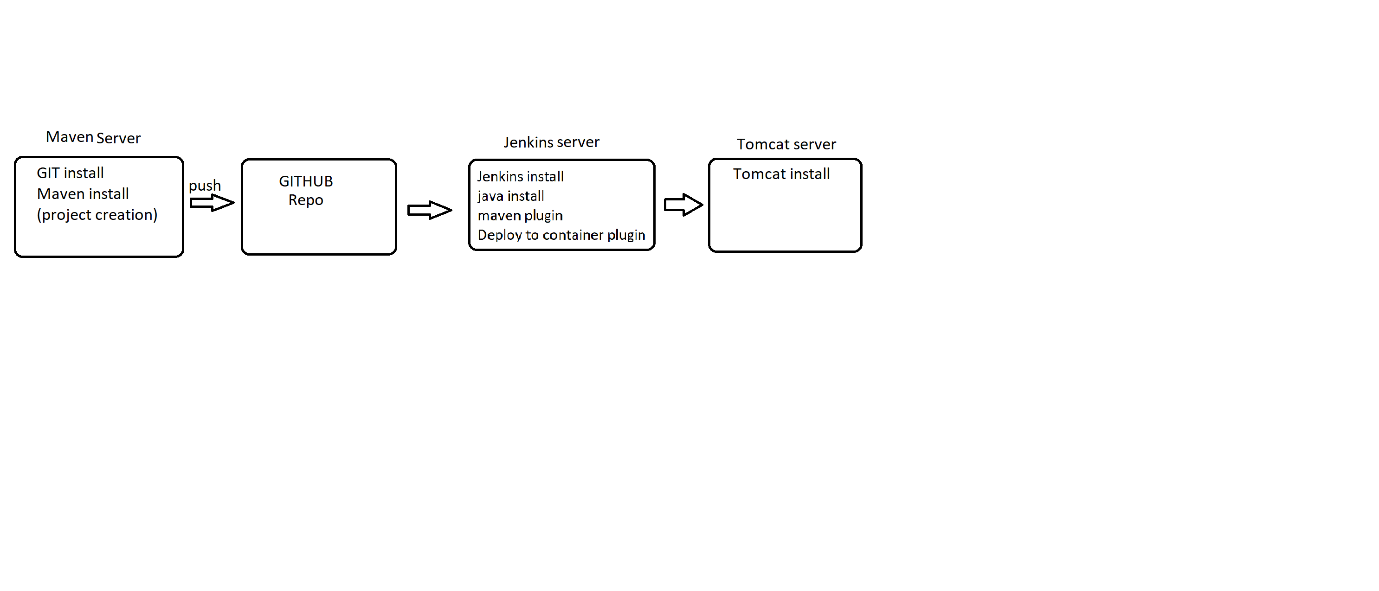 Maven Server
GIT install
Maven install
(project creation)
push
GITHUB
Repo
Jenkins server
Jenkins install
java install
maven plugin
Deploy to container plugin
Tomcat server
Tomcat install